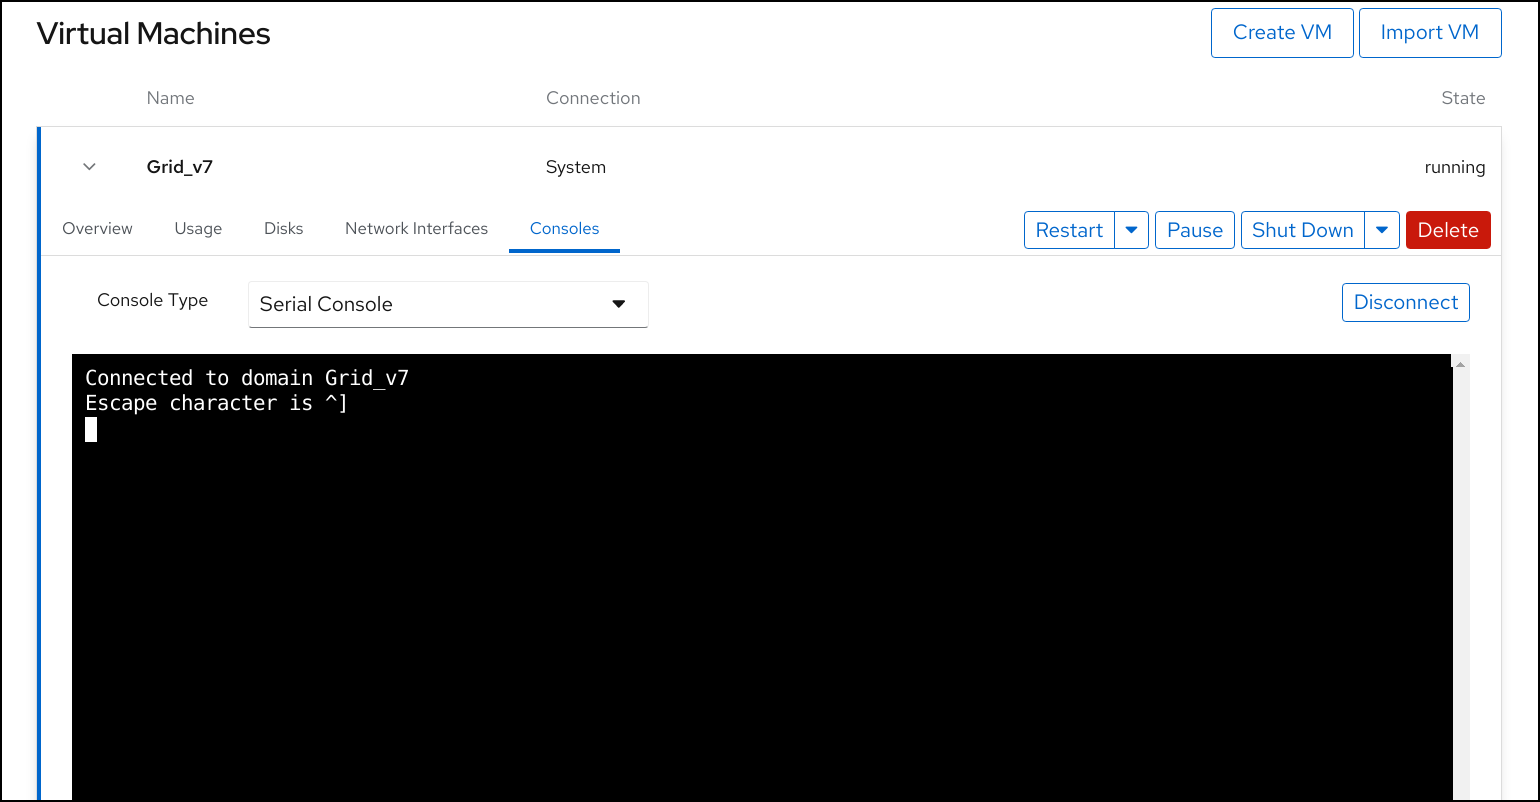 Virtual Machines
Create VM
Import VM
Name
Connection
State
Grid_v7
System
running
Overview
Usage
Disks
Network Interfaces
Consoles
Restart
Pause
Shut Down
Delete
Console Type
Serial Console
Disconnect
Connected to domain Grid_v7
Escape character is ^]